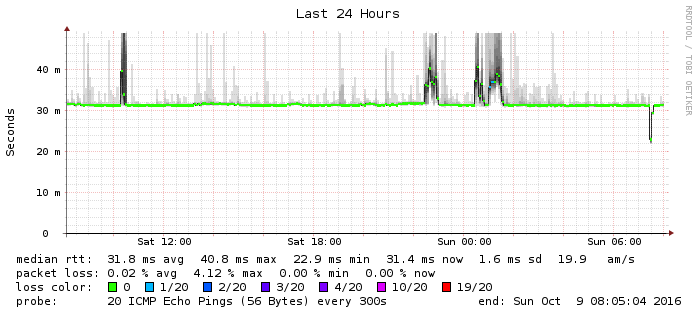 Last 24 Hours
RRDTOOL / TOBI OETIKER
Seconds
40 m
30 m
20 m
10 m
0
Sat 12:00 Sat 18:00 Sun 00:00 Sun 06:00
median rtt: 31.8 ms avg 40.8 ms max 22.9 ms min 31.4 ms now 1.6 ms sd 19.9 am/s
packet loss: 0.02 % avg 4.12 % max 0.00 % min 0.00 % now
loss color: 0 1/20 2/20 3/20 4/20 10/20 19/20
probe: 20 ICMP Echo Pings (56 Bytes) every 300s end: Sun Oct 9 08:05:04 2016